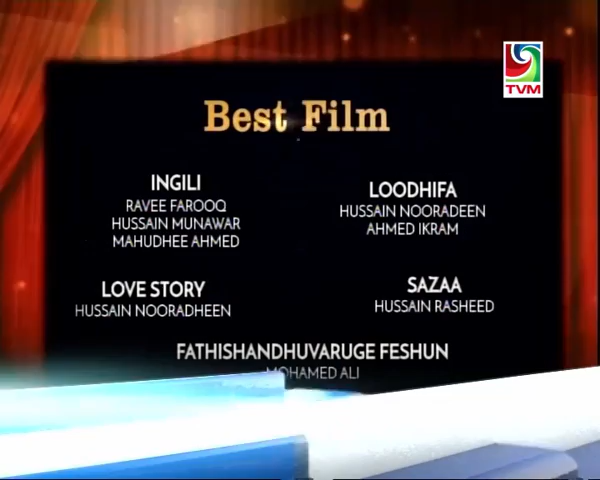 TVM
Best Film
INGILI
RAVEE FAROOQ
HUSSAIN MUNAWAR
MAHUDHEE AHMED
LOODHIFA
HUSSAIN NOORADEEN
AHMED IKRAM
LOVE STORY
HUSSAIN NOORADHEEN
SAZAA
HUSSAIN RASHEED
FATHISHANDHUVARUGE FESHUN
MOHAMED ALI